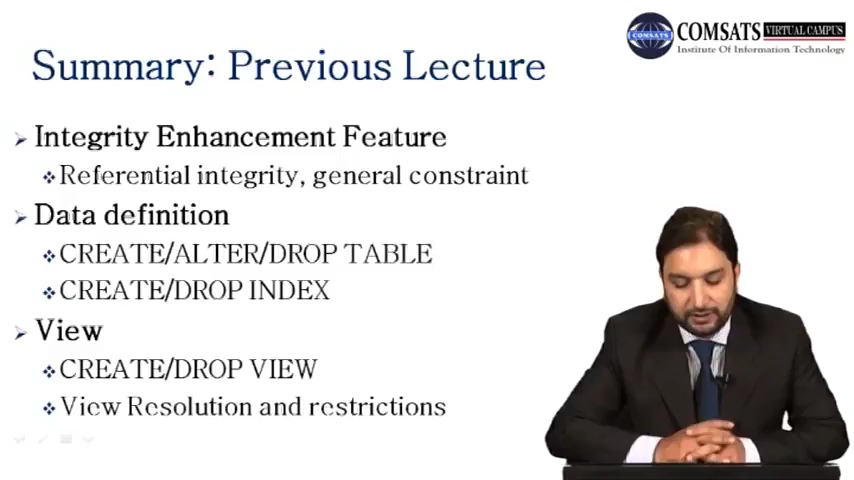 COMSATS
COMSATS VIRTUAL CAMPUS
Institute Of Information Technology
Summary: Previous Lecture
Integrity Enhancement Feature
Referential integrity, general constraint
Data definition
CREATE/ALTER/DROP TABLE
CREATE/DROP INDEX
View
CREATE/DROP VIEW
View Resolution and restrictions